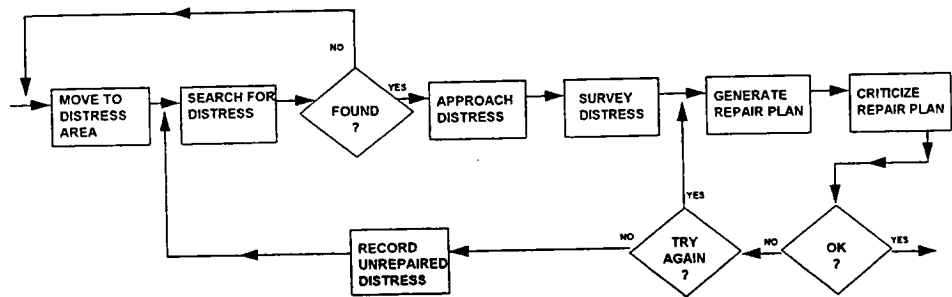 NO
MOVE TO
DISTRESS
AREA
SEARCH FOR
DISTRESS
FOUND
?
YES
APPROACH
DISTRESS
SURVEY
DISTRESS
GENERATE
REPAIR PLAN
CRITICIZE
REPAIR PLAN
YES
RECORD
UNREPAIRED
DISTRESS
NO
TRY
AGAIN
?
NO
OK
?
YES